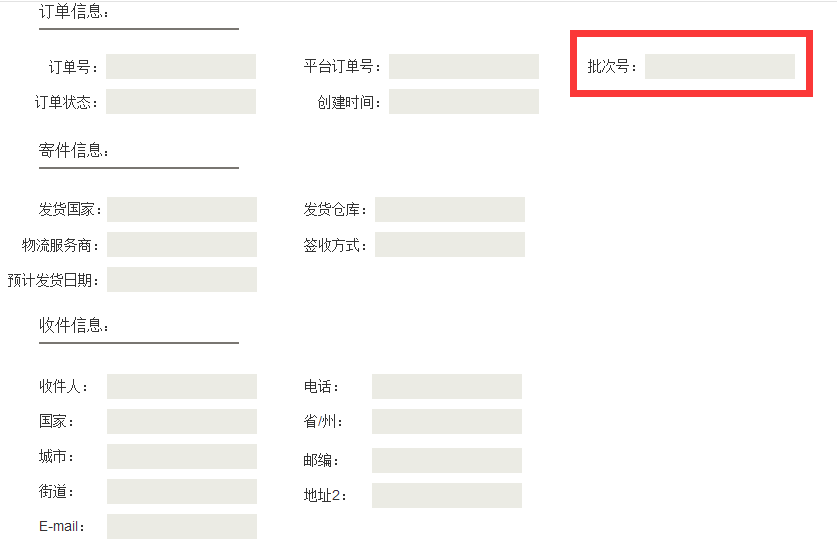 订单信息：
订单号： 平台订单号： 批次号：
订单状态： 创建时间：
寄件信息：
发货国家： 发货仓库：
物流服务商： 签收方式：
预计发货日期：
收件信息：
收件人： 电话：
国家： 省/州：
城市： 邮编：
街道： 地址2：
E-mail：